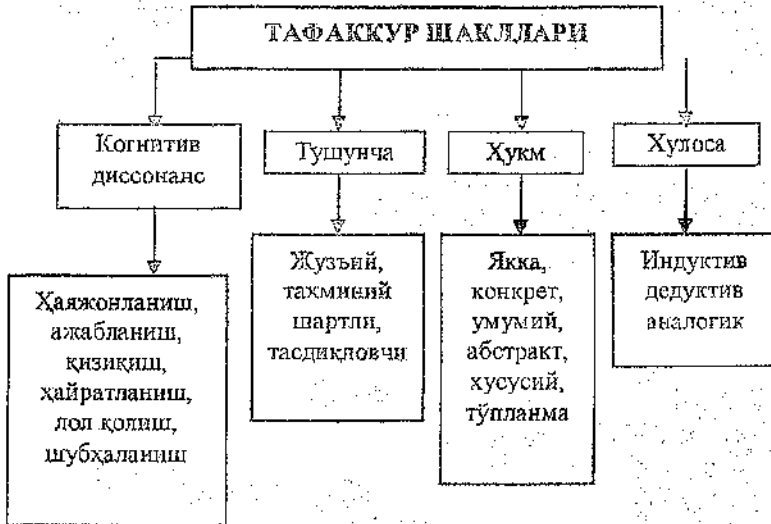 ТАФАККУР ШАКЛЛАРИ
Когнитив
диссонанс
Тушунча
Ҳукм
Хулоса
Ҳаяжонланиш,
ажабланиш,
қизиқиш,
ҳайратланиш,
лол қолиш,
шубҳаланиш
Жузъий,
тахминий
шартли,
тасдиқловчи
Якка,
конкрет,
умумий,
абстракт,
хусусий,
тўпланма
Индуктив
дедуктив
аналогик